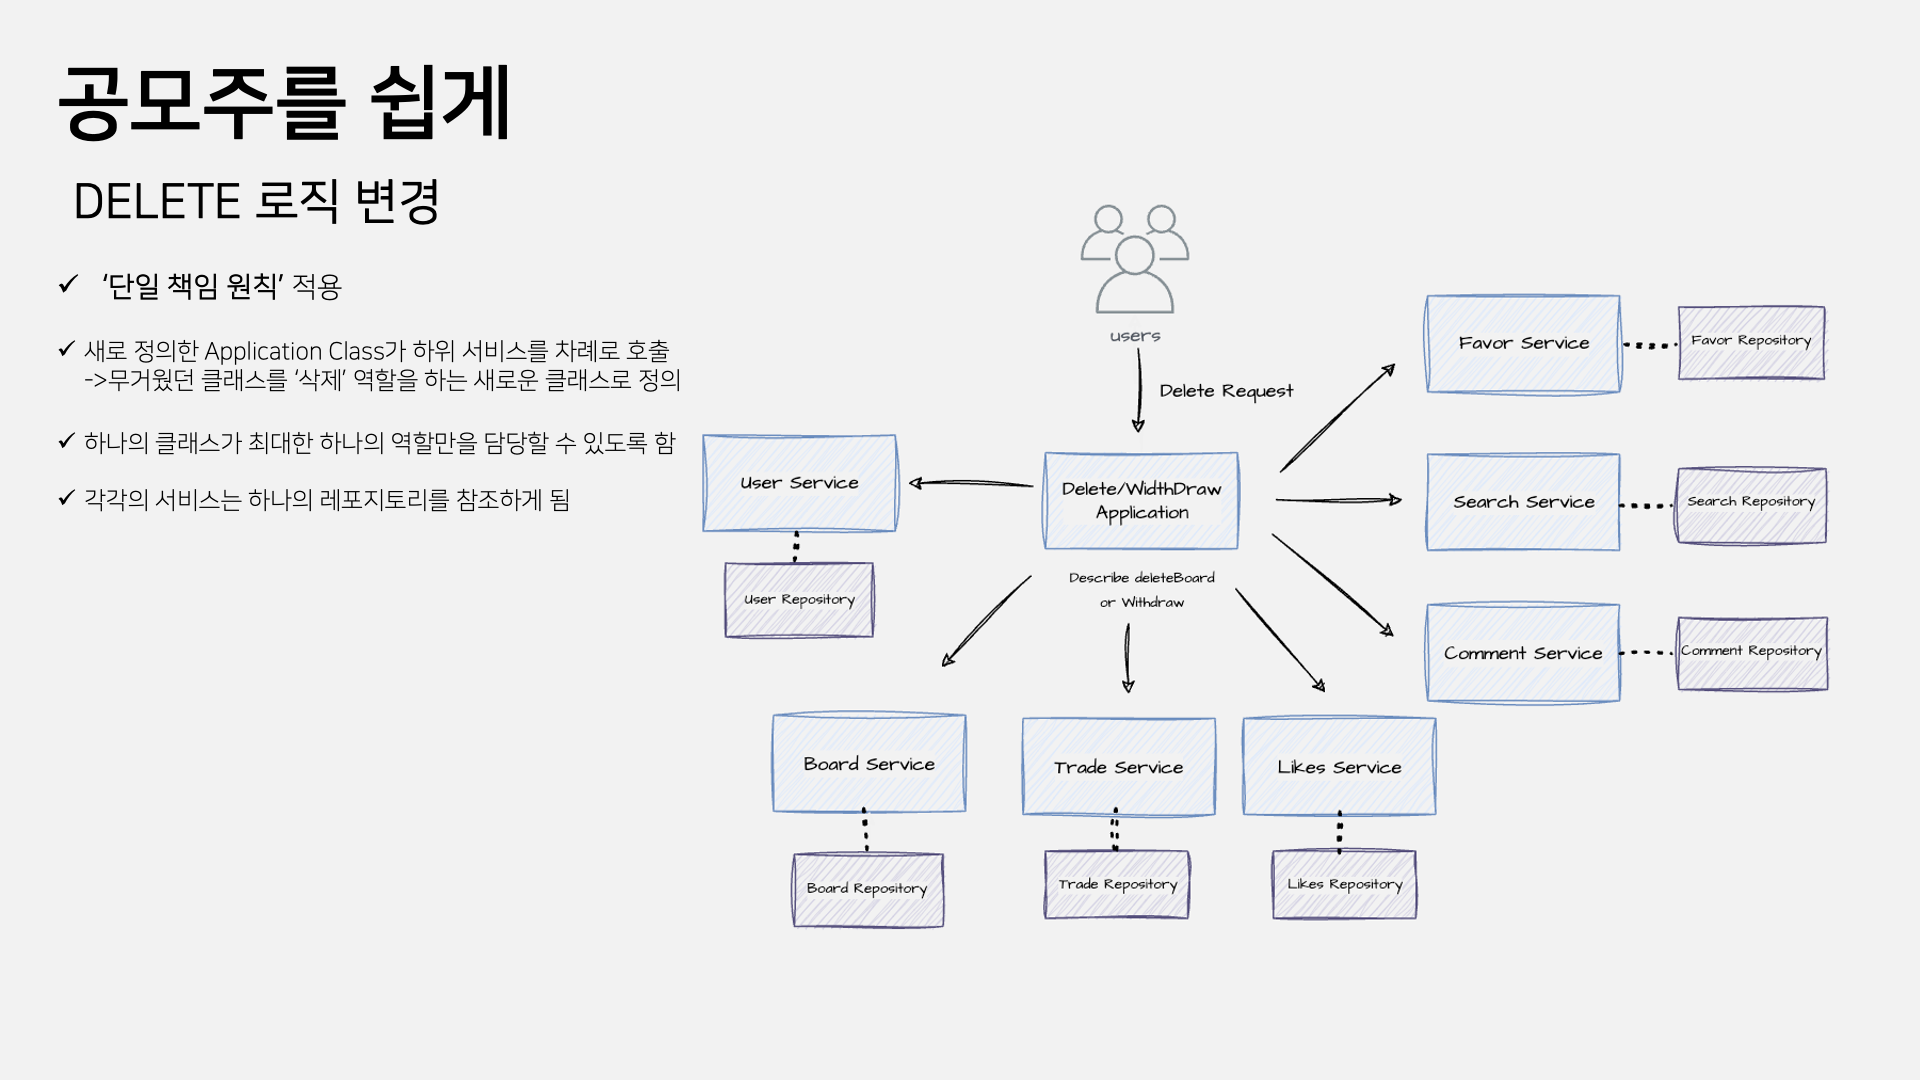 공모주를 쉽게
DELETE 로직 변경
‘단일 책임 원칙’ 적용
새로 정의한 Application Class가 하위 서비스를 차례로 호출
->무거웠던 클래스를 ‘삭제’ 역할을 하는 새로운 클래스로 정의
하나의 클래스가 최대한 하나의 역할만을 담당할 수 있도록 함
각각의 서비스는 하나의 레포지토리를 참조하게 됨
users
Delete Request
Delete/WidthDraw
Application
Describe deleteBoard
or Withdraw
User Service
User Repository
Favor Service
Favor Repository
Search Service
Search Repository
Comment Service
Comment Repository
Board Service
Board Repository
Trade Service
Trade Repository
Likes Service
Likes Repository